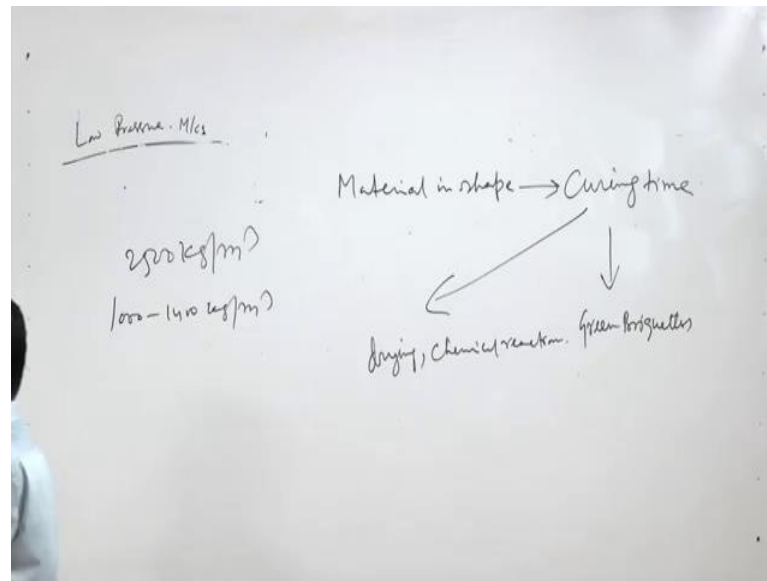 Low Pressure. M/cs
Material in shape → Curing time
2500 kg/m3
1000-1400 kg/m3
drying, Chemical reaction.
Green Briquettes